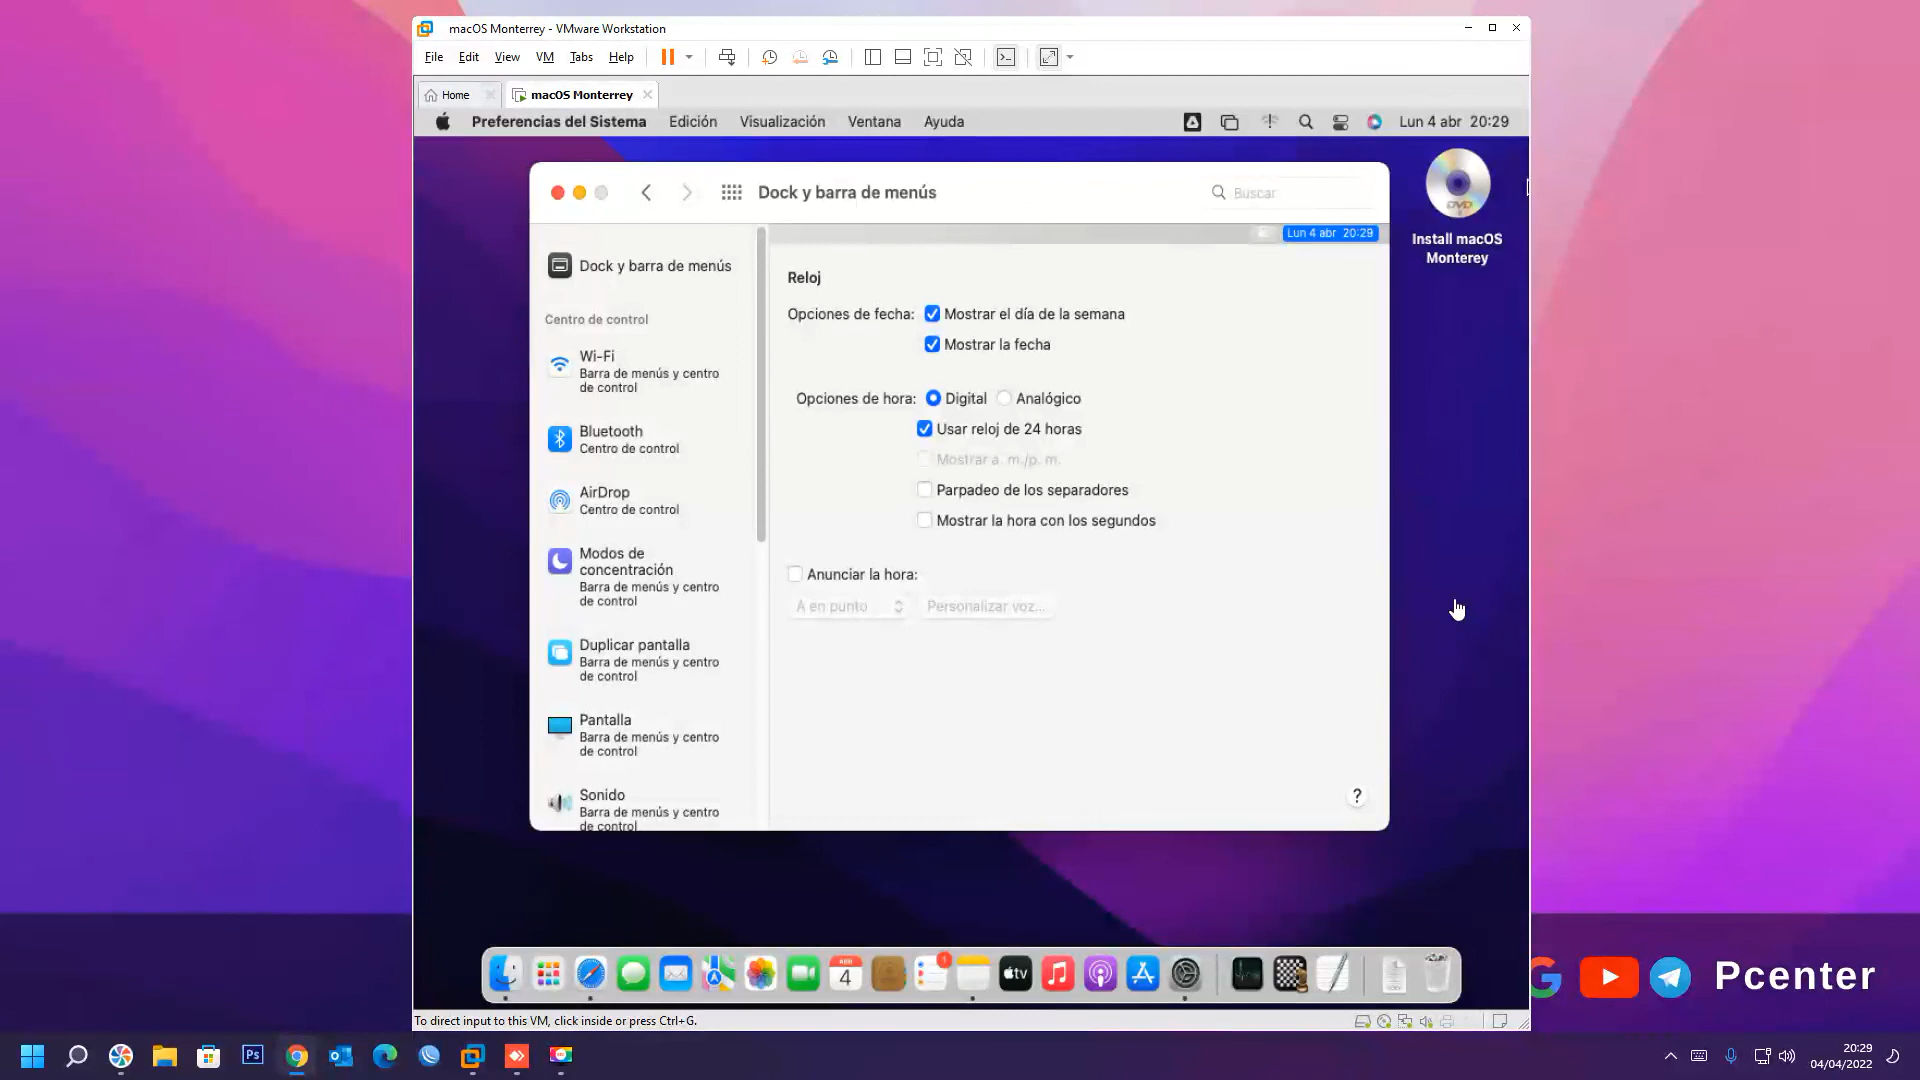 macOS Monterrey - VMware Workstation
File Edit View VM Tabs Help
Home macOS Monterrey
Preferencias del Sistema Edición Visualización Ventana Ayuda Lun 4 abr 20:29
Dock y barra de menús
Buscar
Lun 4 abr 20:29
DVD
Install macOS
Monterey
Dock y barra de menús
Centro de control
Wi-Fi
Barra de menús y centro
de control
Bluetooth
Centro de control
AirDrop
Centro de control
Modos de
concentración
Barra de menús y centro
de control
Duplicar pantalla
Barra de menús y centro
de control
Pantalla
Barra de menús y centro
de control
Sonido
Barra de menús y centro
de control
Reloj
Opciones de fecha: Mostrar el día de la semana
Mostrar la fecha
Opciones de hora: Digital Analógico
Usar reloj de 24 horas
Mostrar a. m./p. m.
Parpadeo de los separadores
Mostrar la hora con los segundos
Anunciar la hora:
A en punto Personalizar voz...
?
ABR
4
1
tv
To direct input to this VM, click inside or press Ctrl+G.
G Pcenter
Ps
20:29
04/04/2022